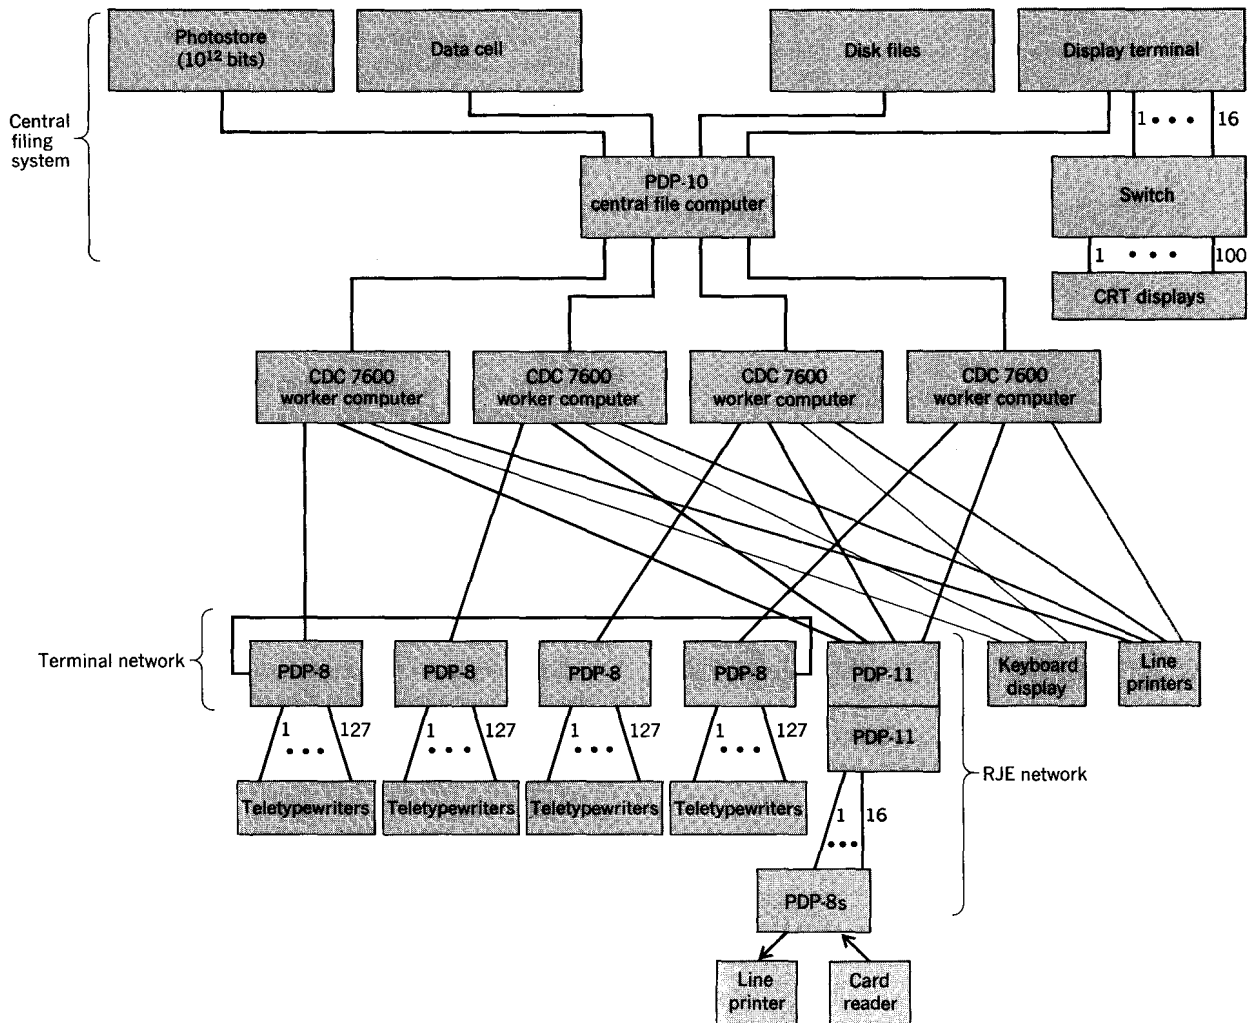 Photostore
(10¹² bits)
Data cell
Disk files
Display terminal
Central
filing
system
1 • • • 16
PDP-10
central file computer
Switch
1 • • • 100
CRT displays
CDC 7600
worker computer
CDC 7600
worker computer
CDC 7600
worker computer
CDC 7600
worker computer
Terminal network
PDP-8
PDP-8
PDP-8
PDP-8
PDP-11
Keyboard
display
Line
printers
1 • • • 127
1 • • • 127
1 • • • 127
1 • • • 127
PDP-11
RJE network
Teletypewriters
Teletypewriters
Teletypewriters
Teletypewriters
1 • • • 16
PDP-8s
Line
printer
Card
reader